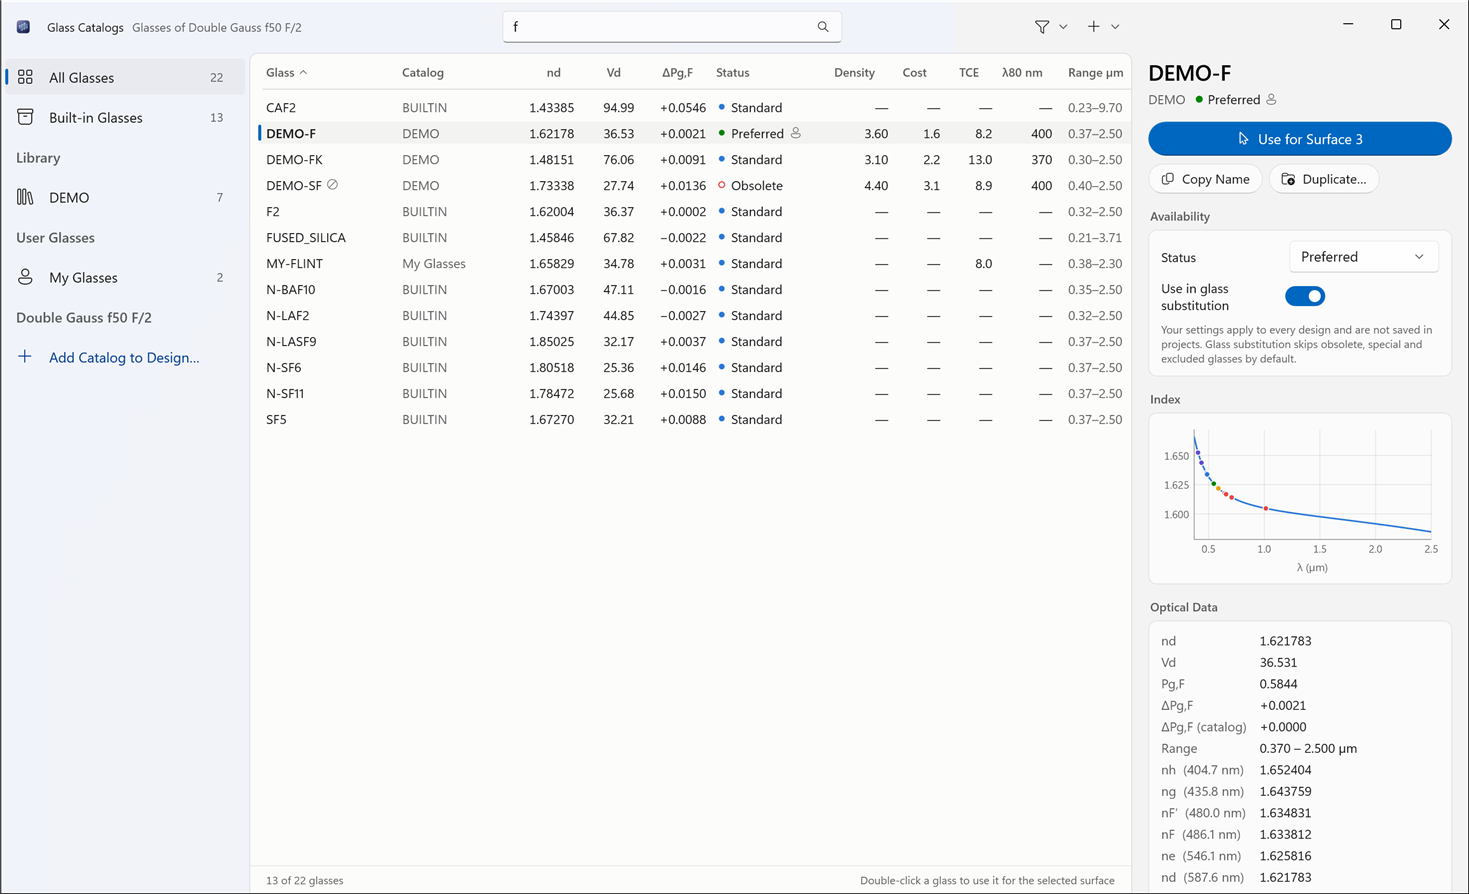 Glass Catalogs Glasses of Double Gauss f50 F/2
f
All Glasses 22
Built-in Glasses 13
Library
DEMO 7
User Glasses
My Glasses 2
Double Gauss f50 F/2
Add Catalog to Design...
Glass Catalog nd Vd ΔPg,F Status Density Cost TCE λ80 nm Range µm
CAF2 BUILTIN 1.43385 94.99 +0.0546 Standard — — — — 0.23–9.70
DEMO-F DEMO 1.62178 36.53 +0.0021 Preferred 3.60 1.6 8.2 400 0.37–2.50
DEMO-FK DEMO 1.48151 76.06 +0.0091 Standard 3.10 2.2 13.0 370 0.30–2.50
DEMO-SF DEMO 1.73338 27.74 +0.0136 Obsolete 4.40 3.1 8.9 400 0.40–2.50
F2 BUILTIN 1.62004 36.37 +0.0002 Standard — — — — 0.32–2.50
FUSED_SILICA BUILTIN 1.45846 67.82 −0.0022 Standard — — — — 0.21–3.71
MY-FLINT My Glasses 1.65829 34.78 +0.0031 Standard — — 8.0 — 0.38–2.30
N-BAF10 BUILTIN 1.67003 47.11 −0.0016 Standard — — — — 0.35–2.50
N-LAF2 BUILTIN 1.74397 44.85 −0.0027 Standard — — — — 0.32–2.50
N-LASF9 BUILTIN 1.85025 32.17 +0.0037 Standard — — — — 0.37–2.50
N-SF6 BUILTIN 1.80518 25.36 +0.0146 Standard — — — — 0.37–2.50
N-SF11 BUILTIN 1.78472 25.68 +0.0150 Standard — — — — 0.37–2.50
SF5 BUILTIN 1.67270 32.21 +0.0088 Standard — — — — 0.37–2.50
13 of 22 glasses
Double-click a glass to use it for the selected surface
DEMO-F
DEMO Preferred
Use for Surface 3
Copy Name Duplicate...
Availability
Status Preferred
Use in glass
substitution
Your settings apply to every design and are not saved in
projects. Glass substitution skips obsolete, special and
excluded glasses by default.
Index
1.650
1.625
1.600
0.5 1.0 1.5 2.0 2.5
λ (µm)
Optical Data
nd 1.621783
Vd 36.531
Pg,F 0.5844
ΔPg,F +0.0021
ΔPg,F (catalog) +0.0000
Range 0.370 – 2.500 µm
nh (404.7 nm) 1.652404
ng (435.8 nm) 1.643759
nF' (480.0 nm) 1.634831
nF (486.1 nm) 1.633812
ne (546.1 nm) 1.625816
nd (587.6 nm) 1.621783